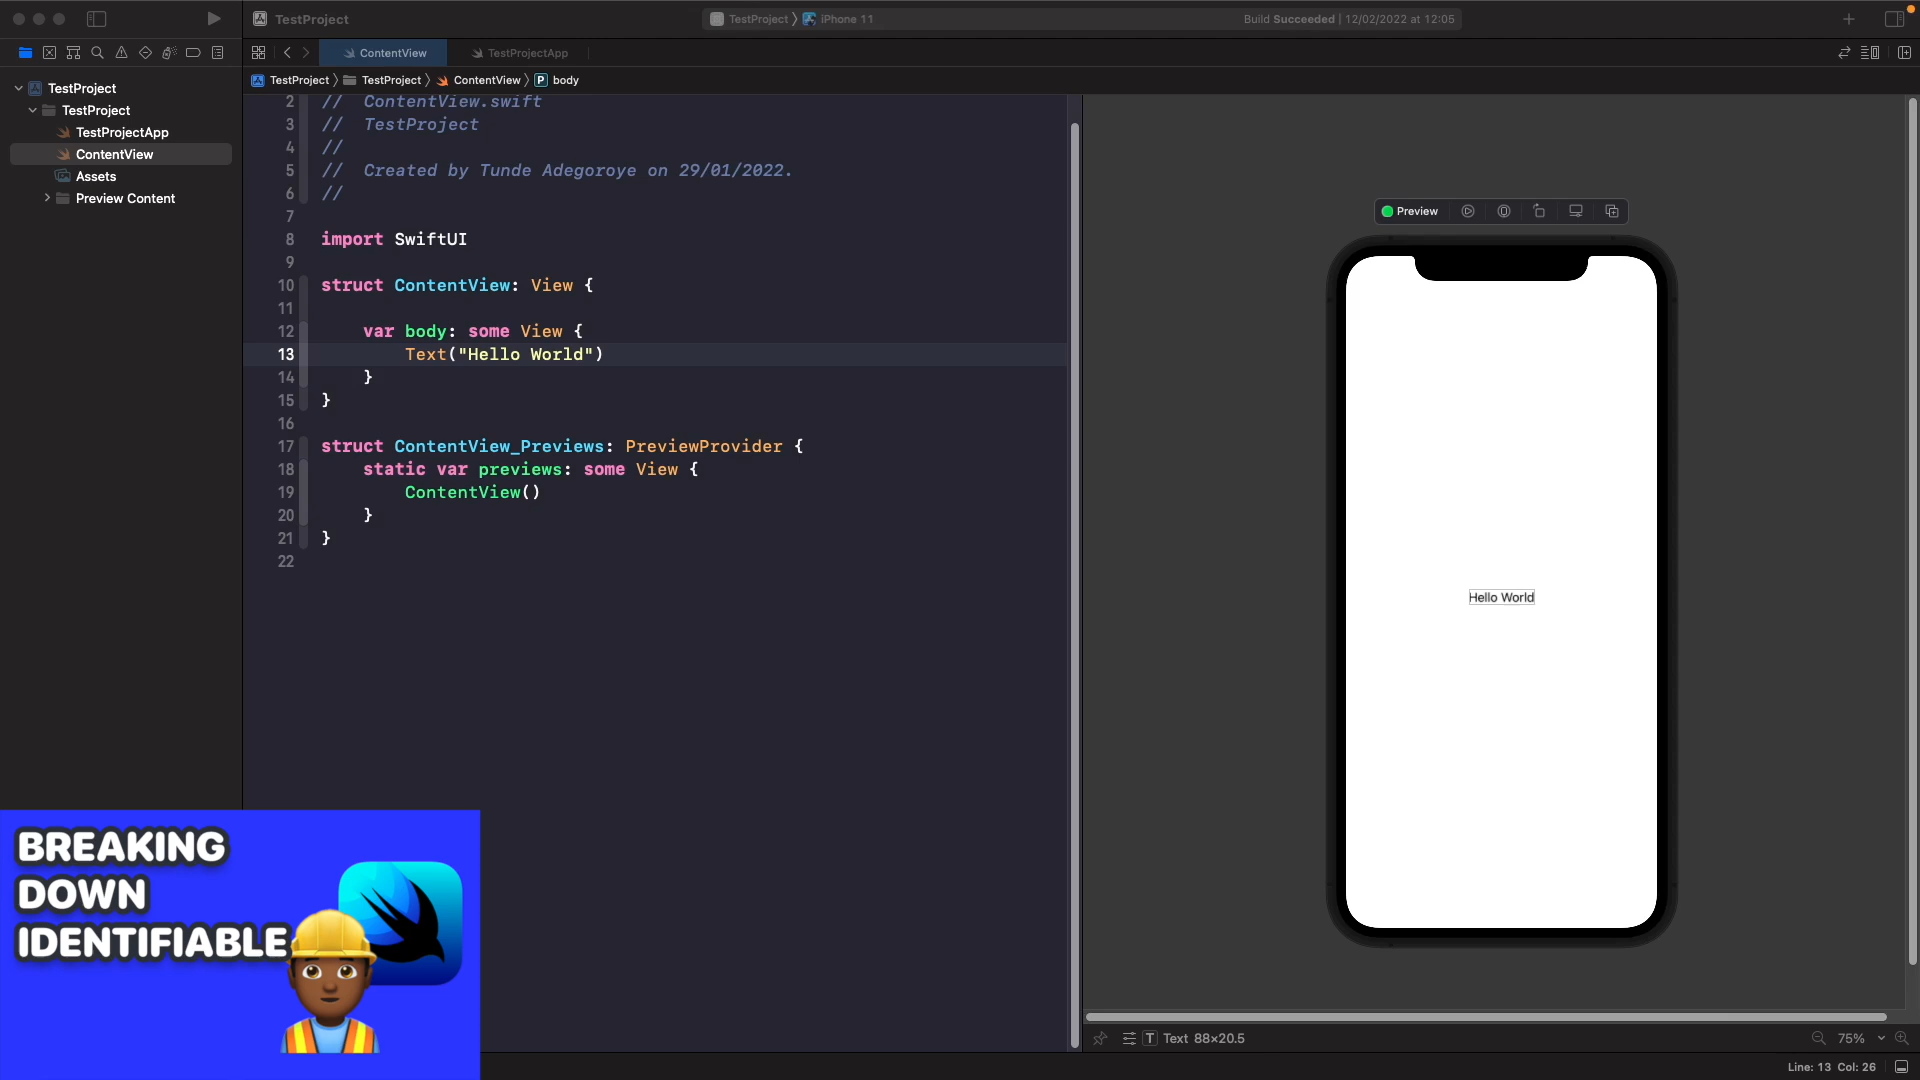 TestProject
TestProject 〉 iPhone 11
Build Succeeded | 12/02/2022 at 12:05
ContentView
TestProjectApp
TestProject 〉 TestProject 〉 ContentView 〉 P body
TestProject
TestProject
TestProjectApp
ContentView
Assets
Preview Content
2 //  ContentView.swift
3 //  TestProject
4 //
5 //  Created by Tunde Adegoroye on 29/01/2022.
6 //
7
8 import SwiftUI
9
10 struct ContentView: View {
11
12     var body: some View {
13         Text("Hello World")
14     }
15 }
16
17 struct ContentView_Previews: PreviewProvider {
18     static var previews: some View {
19         ContentView()
20     }
21 }
22
Preview
Hello World
BREAKING
DOWN
IDENTIFIABLE
T Text 88×20.5
75%
Line: 13 Col: 26